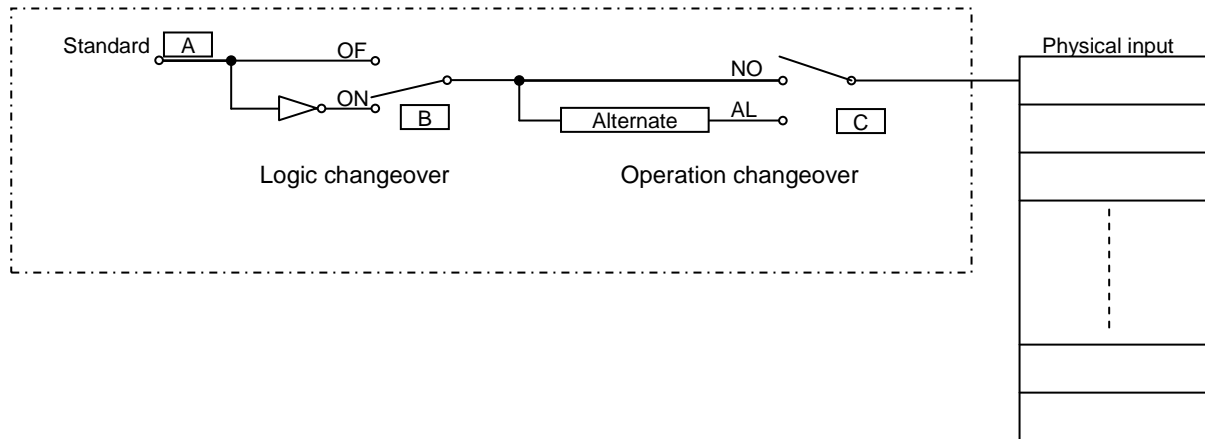 Standard A OF NO Physical input
ON B Alternate AL C
Logic changeover Operation changeover